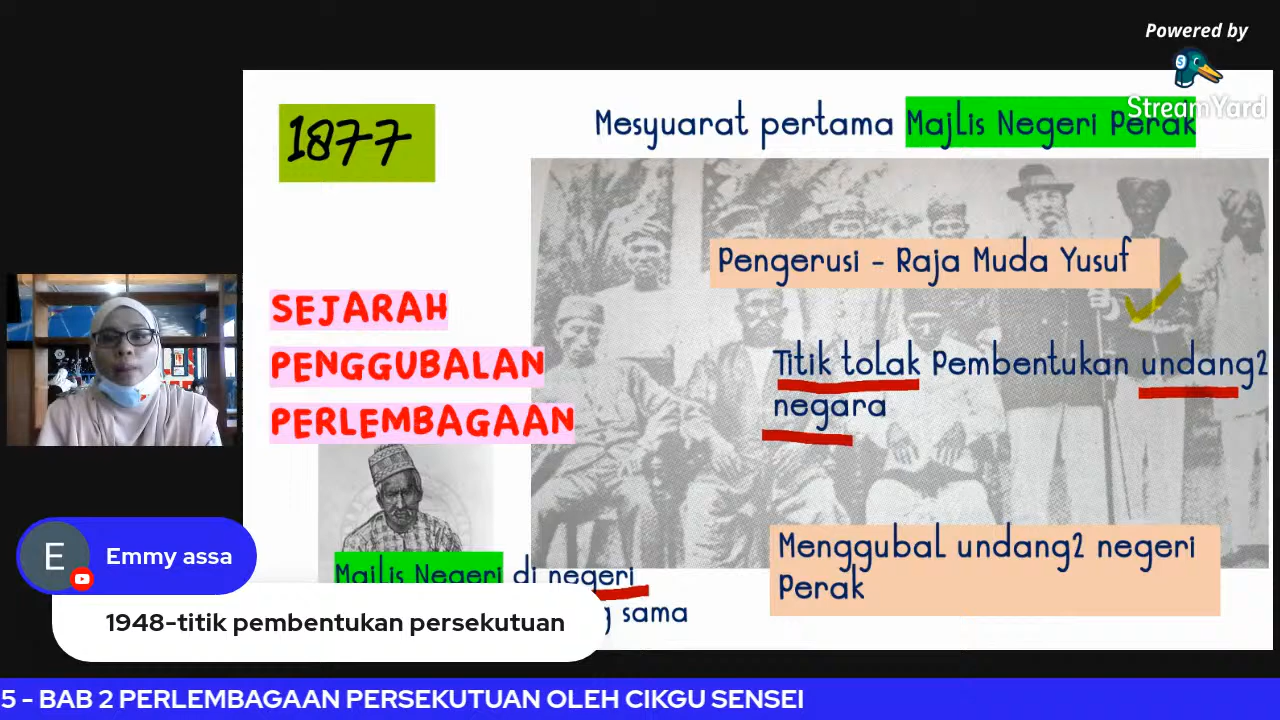 Powered by
StreamYard
1877
Mesyuarat pertama Majlis Negeri Perak
Pengerusi - Raja Muda Yusuf
SEJARAH
PENGGUBALAN
PERLEMBAGAAN
Titik tolak Pembentukan undang2
negara
Menggubal undang2 negeri
Perak
Majlis Negeri di negeri
sama
E
Emmy assa
1948-titik pembentukan persekutuan
5 - BAB 2 PERLEMBAGAAN PERSEKUTUAN OLEH CIKGU SENSEI